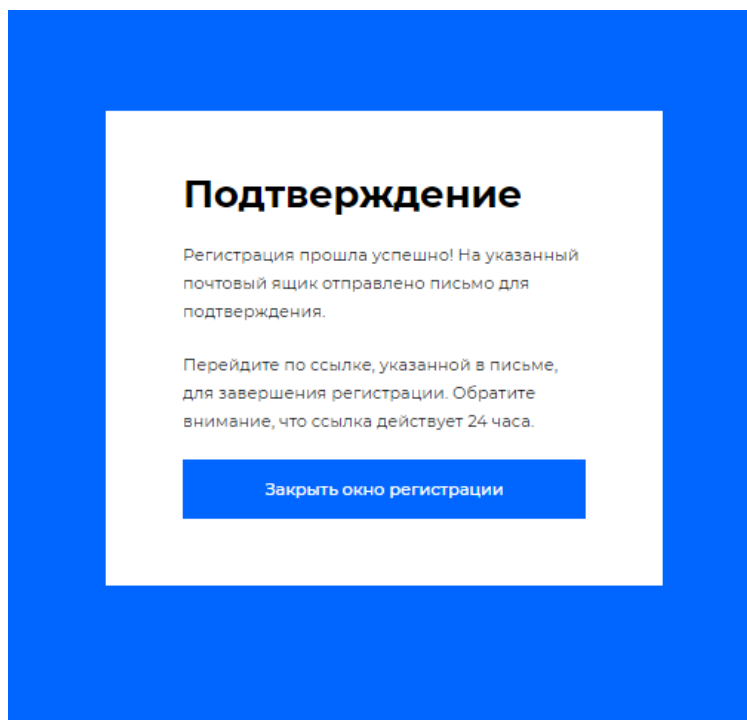 Подтверждение
Регистрация прошла успешно! На указанный
почтовый ящик отправлено письмо для
подтверждения.
Перейдите по ссылке, указанной в письме,
для завершения регистрации. Обратите
внимание, что ссылка действует 24 часа.
Закрыть окно регистрации